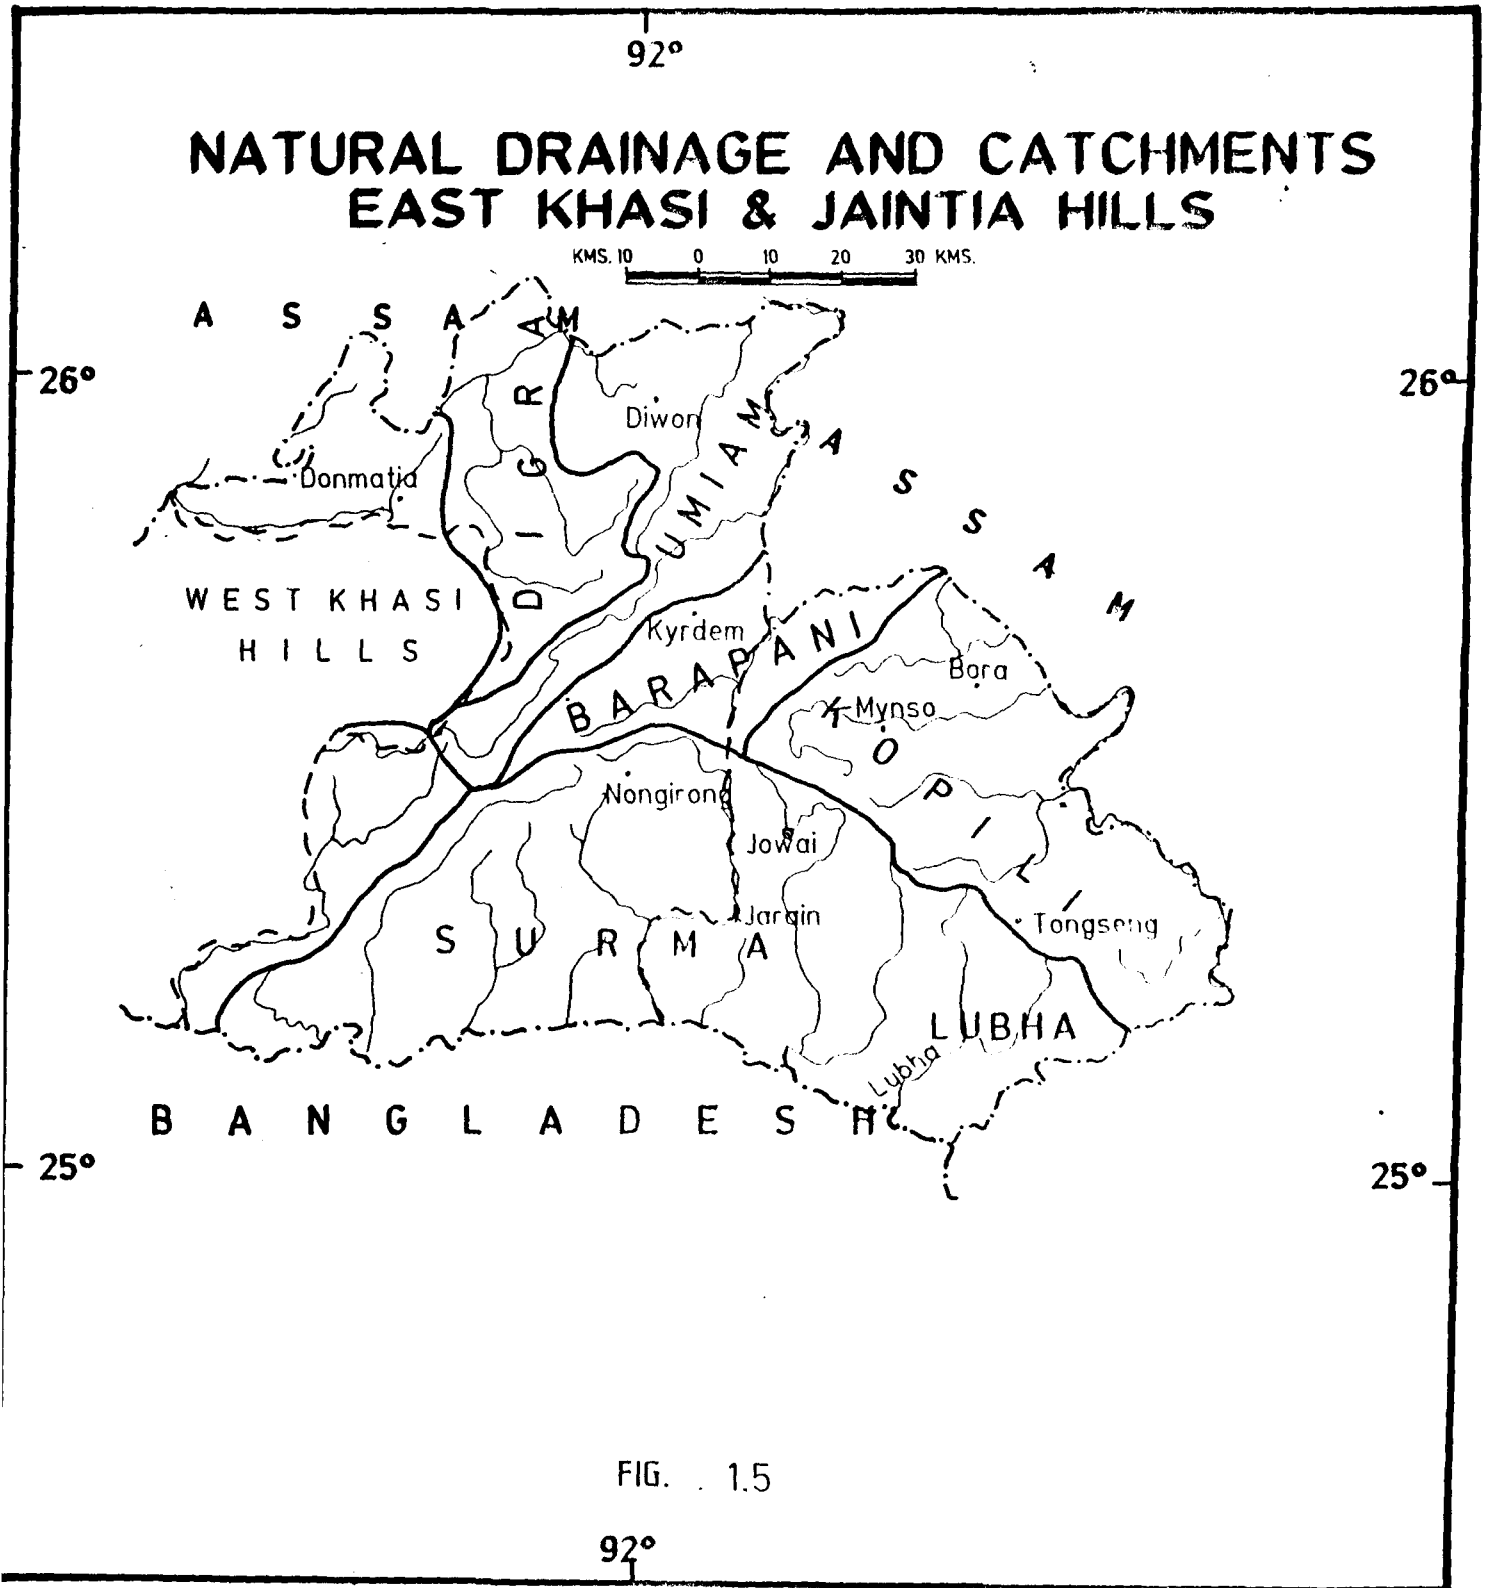 92°
NATURAL DRAINAGE AND CATCHMENTS
EAST KHASI & JAINTIA HILLS
KMS. 10 0 10 20 30 KMS.
ASSAM
26°
26°
DIGRA
Diwon
UMIAM
ASSAM
Donmatia
WEST KHASI
HILLS
Kyrdem
BARAPANI
Bora
Mynso
KOPILI
Nongirong
Jowai
Jarain
Tongseng
SURMA
LUBHA
Lubha
BANGLADESH
25°
25°
FIG. 1.5
92°